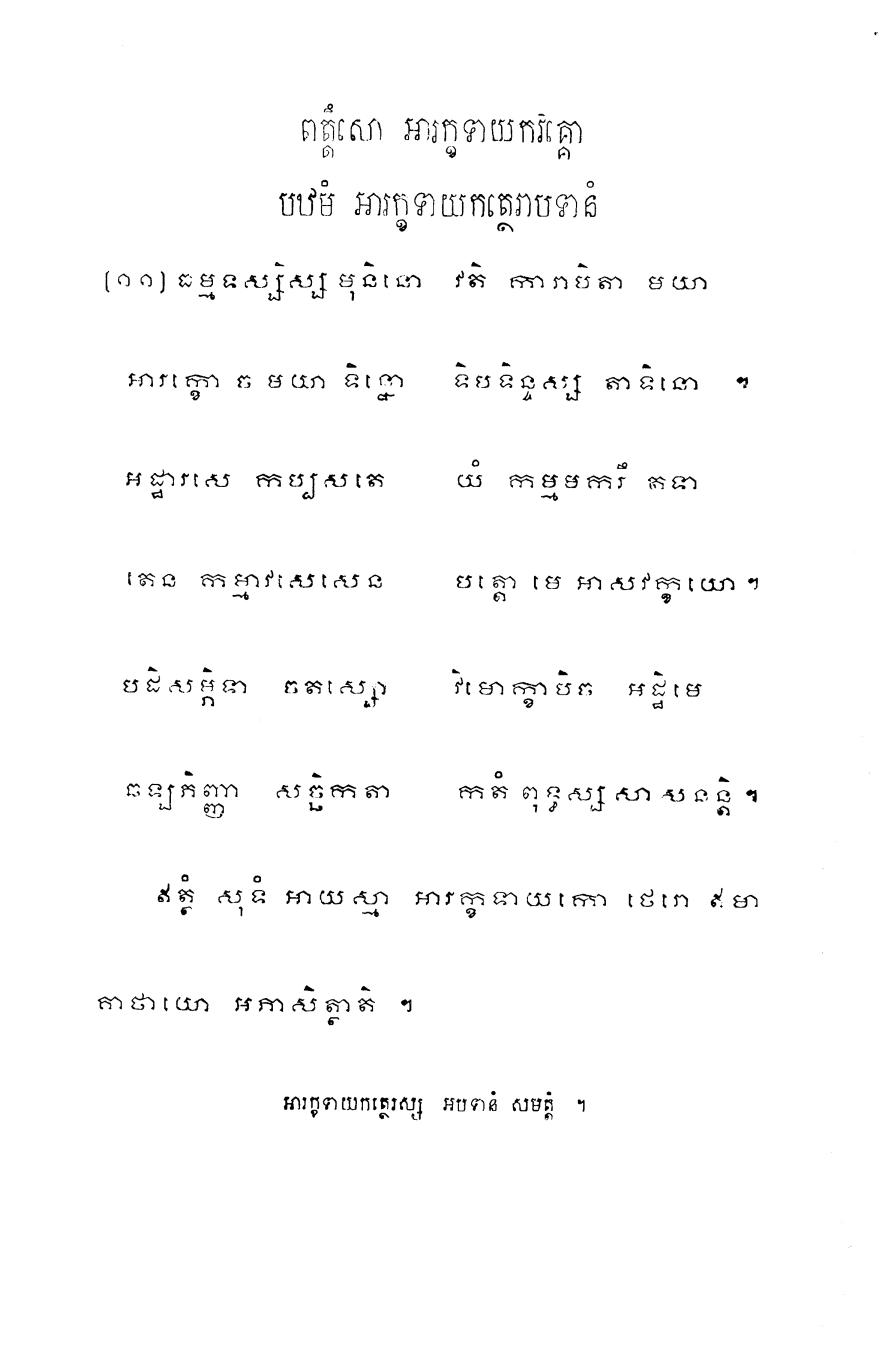 ពត្តឹសោ អារក្ខទាយកវគ្គោ
បឋមំ អារក្ខទាយកត្ថេរាបទានំ
[១១] ធម្មទស្សិស្ស មុនិនោ វតិ ការាបិតា មយា
អារក្ខោ ច មយា ទិន្នោ ទិបទិន្ទស្ស តាទិនោ ។
អដ្ឋារសេ កប្បសតេ យំ កម្មមករឹ តទា
តេន កម្មាវសេសេន បត្តោ មេ អាសវក្ខយោ ។
បដិសម្ភិទា ចតស្សោ វិមោក្ខាបិច អដ្ឋិមេ
ឆឡភិញ្ញា សច្ឆិកតា កតំ ពុទ្ធស្ស សាសនន្តិ ។
ឥត្ថំ សុទំ អាយស្មា អារក្ខទាយកោ ថេរោ ឥមា
គាថាយោ អភាសិត្ថាតិ ។
អារក្ខទាយកត្ថេរស្ស អបទានំ សមត្តំ ។